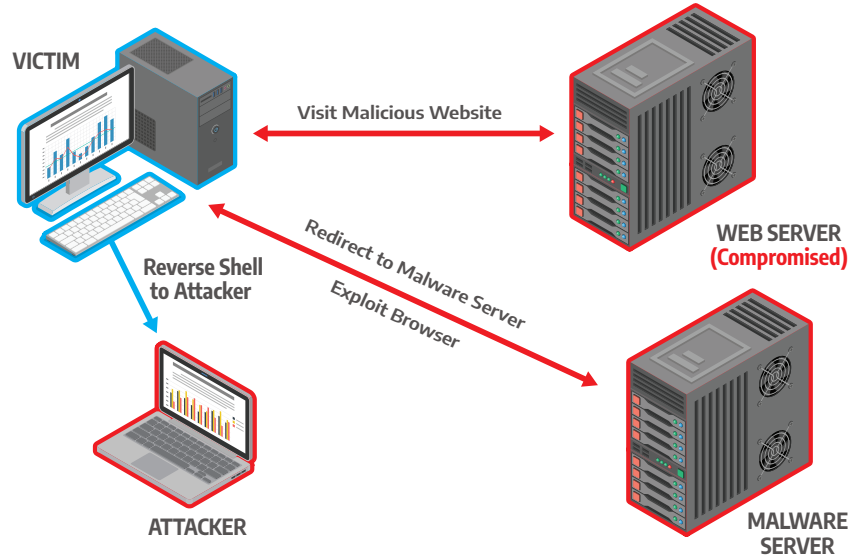 VICTIM
Visit Malicious Website
WEB SERVER
(Compromised)
Redirect to Malware Server
Exploit Browser
Reverse Shell
to Attacker
ATTACKER
MALWARE
SERVER